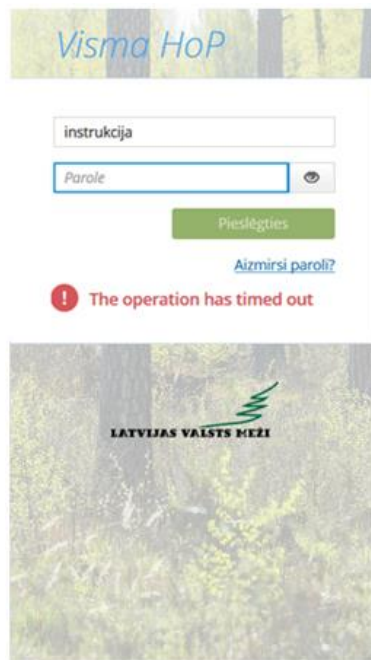 Visma HoP
instrukcija
Parole
Pieslēgties
Aizmirsi paroli?
! The operation has timed out
LATVIJAS VALSTS MEŽI